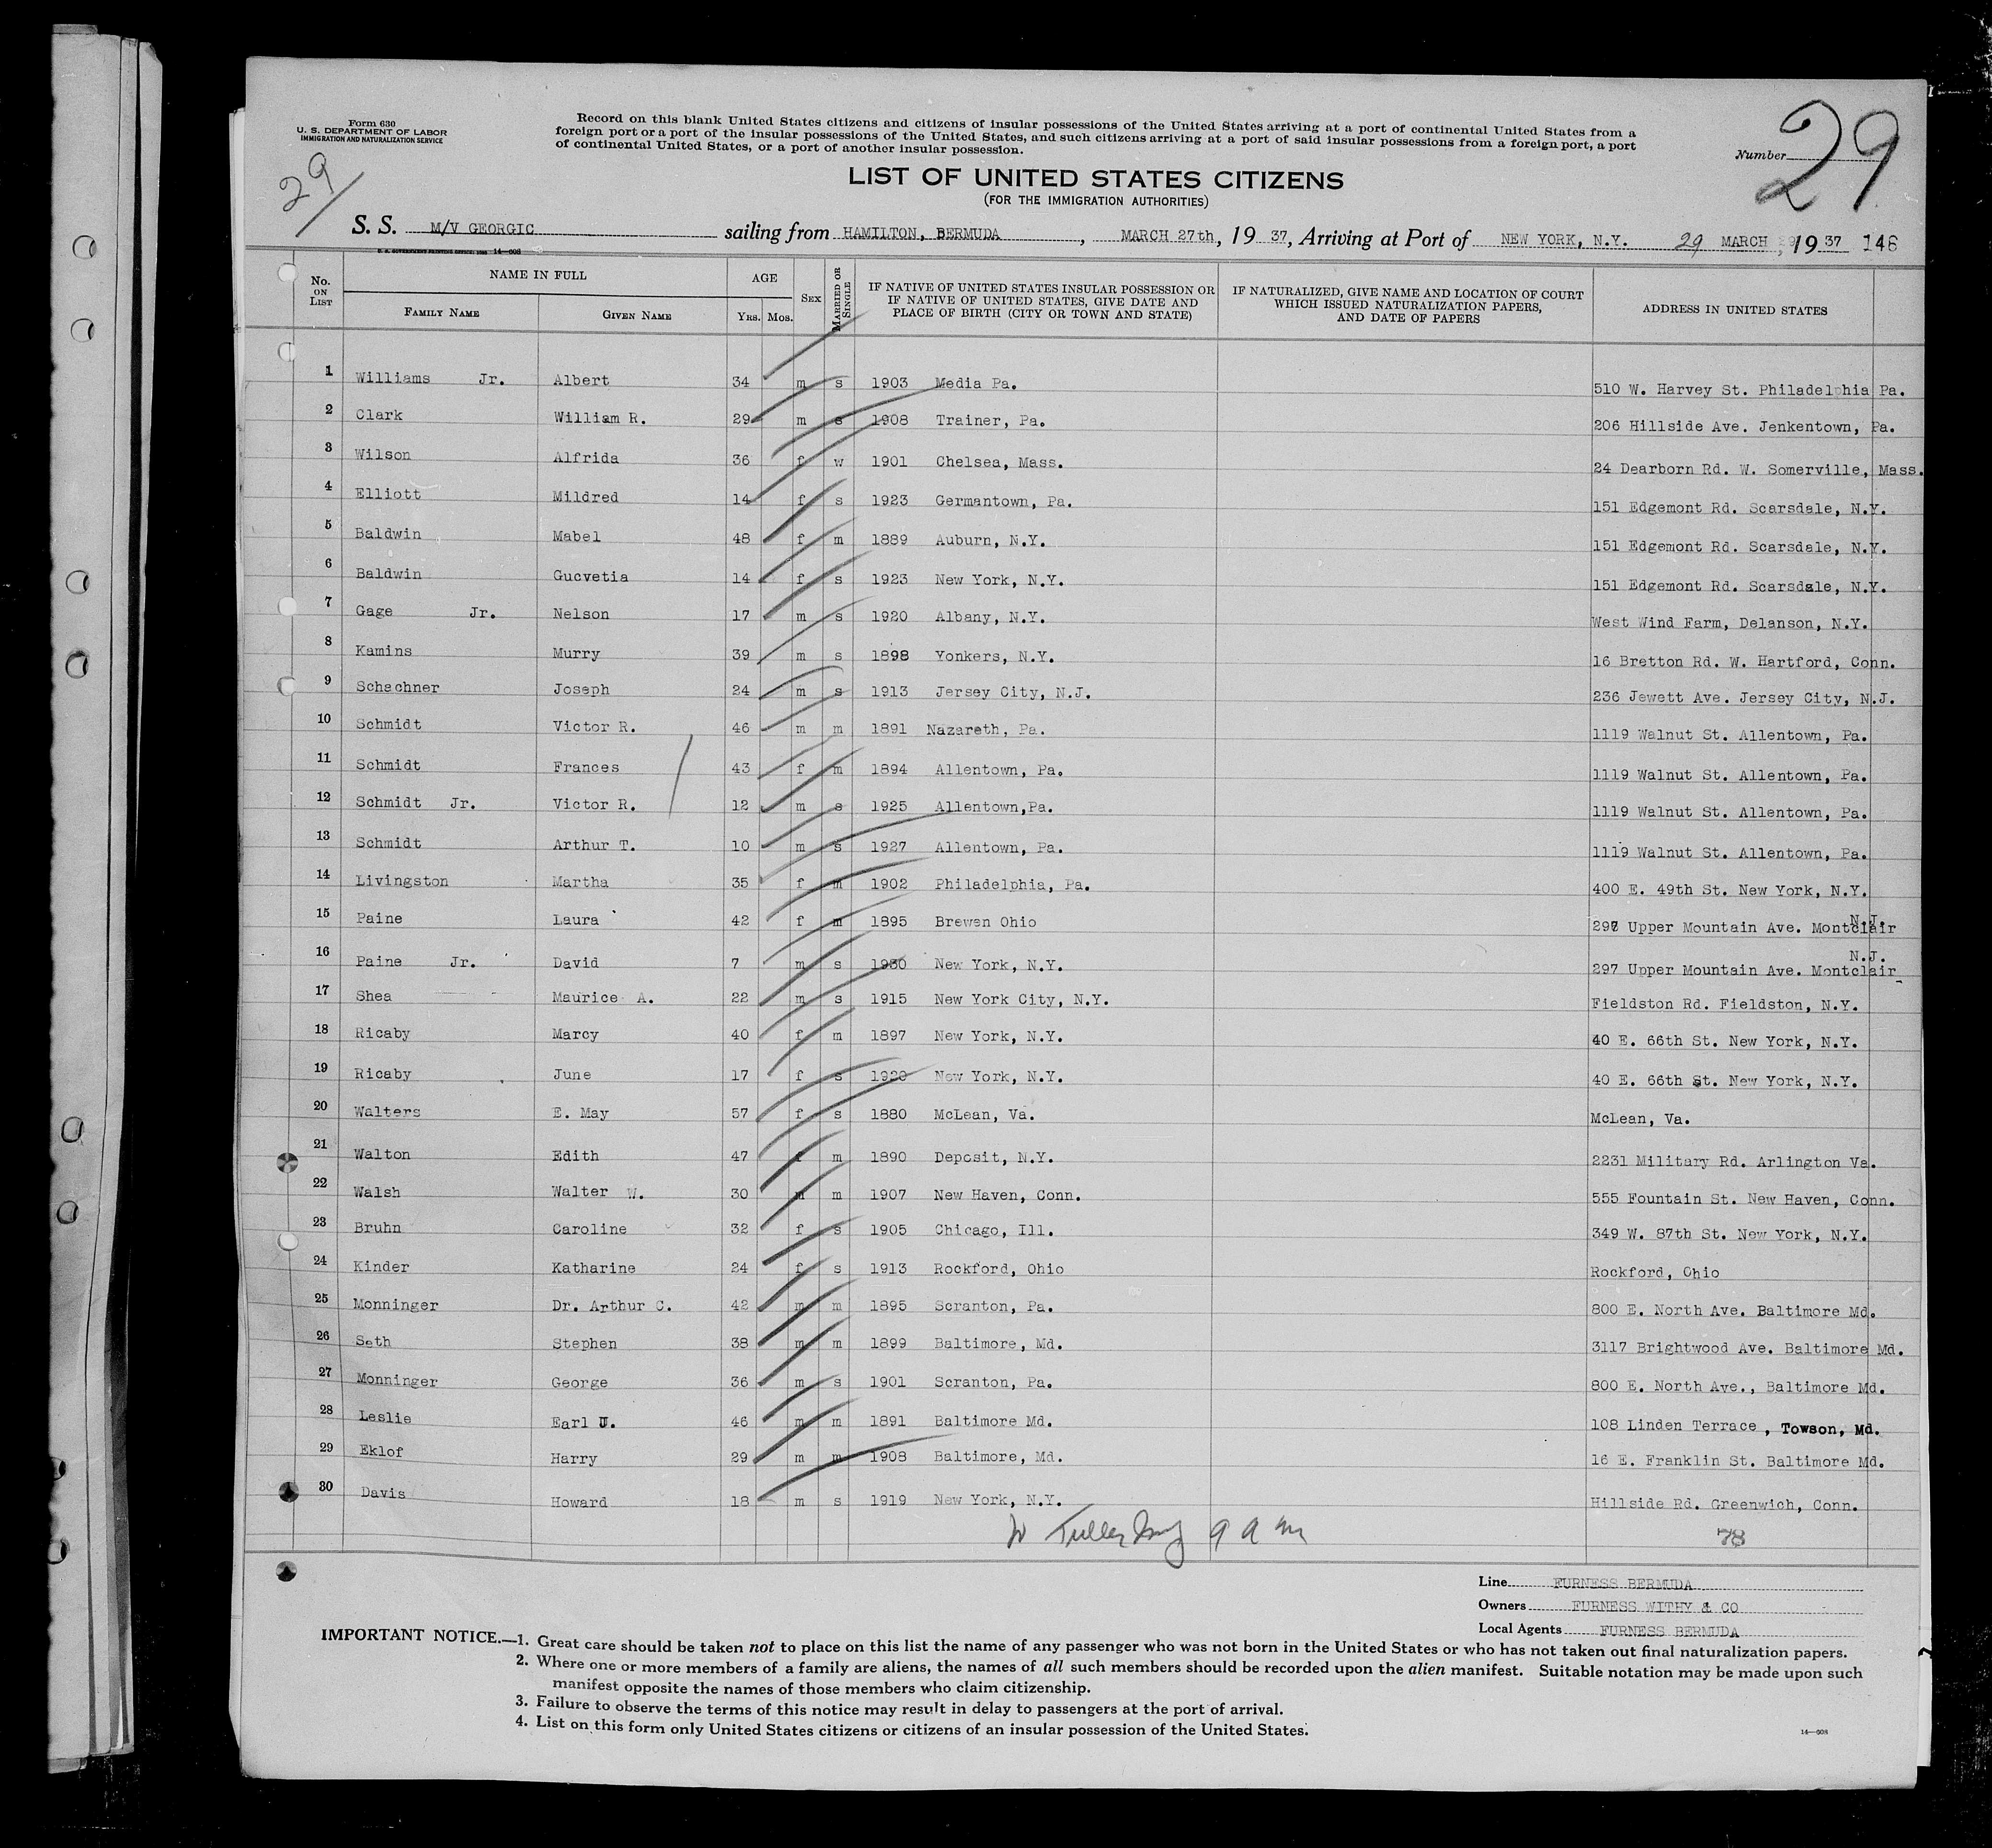 Form 630
U. S. DEPARTMENT OF LABOR
IMMIGRATION AND NATURALIZATION SERVICE
Record on this blank United States citizens and citizens of insular possessions of the United States arriving at a port of continental United States from a
foreign port or a port of the insular possessions of the United States, and such citizens arriving at a port of said insular possessions from a foreign port, a port
of continental United States, or a port of another insular possession.
Number 29
29/
LIST OF UNITED STATES CITIZENS
(FOR THE IMMIGRATION AUTHORITIES)
S. S. M/V GEORGIC sailing from HAMILTON, BERMUDA, MARCH 27th, 1937, Arriving at Port of NEW YORK, N.Y. 29 MARCH, 1937 146
No. ON LIST NAME IN FULL FAMILY NAME GIVEN NAME AGE YRS. MOS. SEX MARRIED OR SINGLE IF NATIVE OF UNITED STATES INSULAR POSSESSION OR IF NATIVE OF UNITED STATES, GIVE DATE AND PLACE OF BIRTH (CITY OR TOWN AND STATE) IF NATURALIZED, GIVE NAME AND LOCATION OF COURT WHICH ISSUED NATURALIZATION PAPERS, AND DATE OF PAPERS ADDRESS IN UNITED STATES
1 Williams Jr. Albert 34 m s 1903 Media Pa. 510 W. Harvey St. Philadelphia Pa.
2 Clark William R. 29 m s 1908 Trainer, Pa. 206 Hillside Ave. Jenkentown, Pa.
3 Wilson Alfrida 36 f w 1901 Chelsea, Mass. 24 Dearborn Rd. W. Somerville, Mass.
4 Elliott Mildred 14 f s 1923 Germantown, Pa. 151 Edgemont Rd. Scarsdale, N.Y.
5 Baldwin Mabel 48 f m 1889 Auburn, N.Y. 151 Edgemont Rd. Scarsdale, N.Y.
6 Baldwin Gucvetia 14 f s 1923 New York, N.Y. 151 Edgemont Rd. Scarsdale, N.Y.
7 Gage Jr. Nelson 17 m s 1920 Albany, N.Y. West Wind Farm, Delanson, N.Y.
8 Kamins Murry 39 m s 1898 Yonkers, N.Y. 16 Bretton Rd. W. Hartford, Conn.
9 Schachner Joseph 24 m s 1913 Jersey City, N.J. 236 Jewett Ave. Jersey City, N.J.
10 Schmidt Victor R. 46 m m 1891 Nazareth, Pa. 1119 Walnut St. Allentown, Pa.
11 Schmidt Frances 43 f m 1894 Allentown, Pa. 1119 Walnut St. Allentown, Pa.
12 Schmidt Jr. Victor R. 12 m s 1925 Allentown,Pa. 1119 Walnut St. Allentown, Pa.
13 Schmidt Arthur T. 10 m s 1927 Allentown, Pa. 1119 Walnut St. Allentown, Pa.
14 Livingston Martha 35 f m 1902 Philadelphia, Pa. 400 E. 49th St. New York, N.Y.
15 Paine Laura 42 f m 1895 Brewen Ohio 297 Upper Mountain Ave. Montclair N.J.
16 Paine Jr. David 7 m s 1930 New York, N.Y. 297 Upper Mountain Ave. Montclair N.J.
17 Shea Maurice A. 22 m s 1915 New York City, N.Y. Fieldston Rd. Fieldston, N.Y.
18 Ricaby Marcy 40 f m 1897 New York, N.Y. 40 E. 66th St. New York, N.Y.
19 Ricaby June 17 f s 1920 New York, N.Y. 40 E. 66th St. New York, N.Y.
20 Walters E. May 57 f s 1880 McLean, Va. McLean, Va.
21 Walton Edith 47 f m 1890 Deposit, N.Y. 2231 Military Rd. Arlington Va.
22 Walsh Walter W. 30 m m 1907 New Haven, Conn. 555 Fountain St. New Haven, Conn.
23 Bruhn Caroline 32 f s 1905 Chicago, Ill. 349 W. 87th St. New York, N.Y.
24 Kinder Katharine 24 f s 1913 Rockford, Ohio Rockford, Ohio
25 Monninger Dr. Arthur C. 42 m m 1895 Scranton, Pa. 800 E. North Ave. Baltimore Md.
26 Seth Stephen 38 m m 1899 Baltimore, Md. 3117 Brightwood Ave. Baltimore Md.
27 Monninger George 36 m s 1901 Scranton, Pa. 800 E. North Ave., Baltimore Md.
28 Leslie Earl J. 46 m m 1891 Baltimore Md. 108 Linden Terrace, Towson, Md.
29 Eklof Harry 29 m m 1908 Baltimore, Md. 16 E. Franklin St. Baltimore Md.
30 Davis Howard 18 m s 1919 New York, N.Y. Hillside Rd. Greenwich, Conn.
9 a m 78
Line FURNESS BERMUDA
Owners FURNESS WITHY & CO
Local Agents FURNESS BERMUDA
IMPORTANT NOTICE.—1. Great care should be taken not to place on this list the name of any passenger who was not born in the United States or who has not taken out final naturalization papers.
2. Where one or more members of a family are aliens, the names of all such members should be recorded upon the alien manifest. Suitable notation may be made upon such
manifest opposite the names of those members who claim citizenship.
3. Failure to observe the terms of this notice may result in delay to passengers at the port of arrival.
4. List on this form only United States citizens or citizens of an insular possession of the United States.
14—608